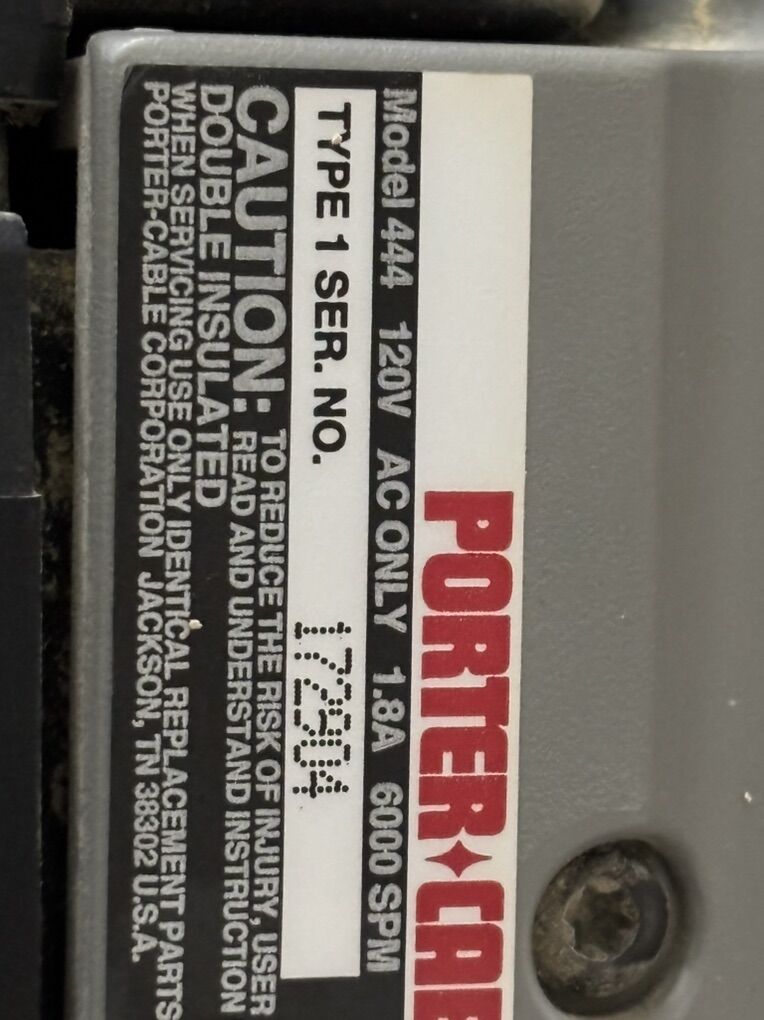 PORTER✦CAB
Model 444 120V AC ONLY 1.8A 6000 SPM
TYPE 1 SER. NO. 172904
CAUTION: TO REDUCE THE RISK OF INJURY, USER
READ AND UNDERSTAND INSTRUCTION
DOUBLE INSULATED
WHEN SERVICING USE ONLY IDENTICAL REPLACEMENT PARTS
PORTER-CABLE CORPORATION JACKSON, TN 38302 U.S.A.